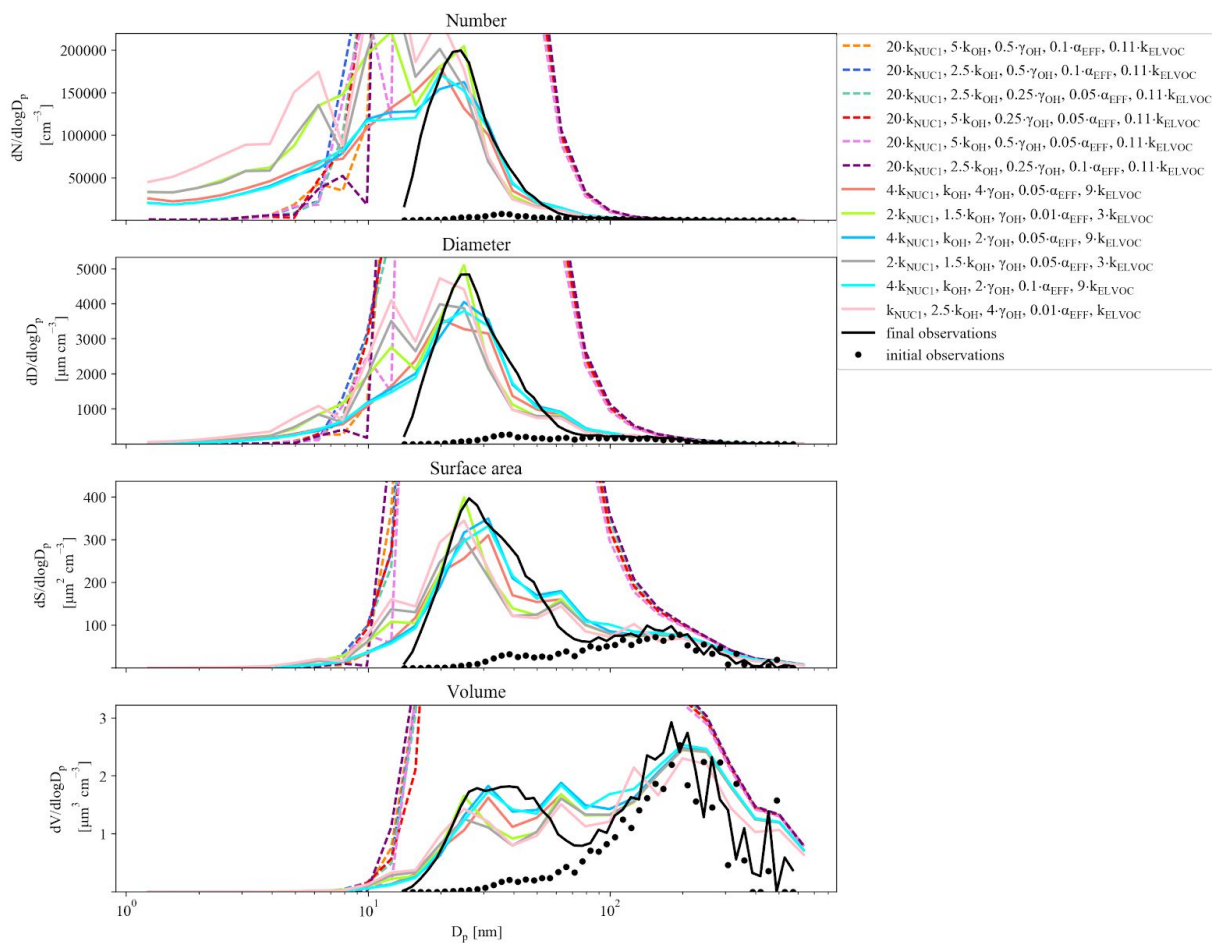 Number
200000
150000
100000
50000
dN/dlogDp
[cm⁻³]
Diameter
5000
4000
3000
2000
1000
dD/dlogDp
[μm cm⁻³]
Surface area
400
300
200
100
dS/dlogDp
[μm² cm⁻³]
Volume
3
2
1
dV/dlogDp
[μm³ cm⁻³]
10⁰
10¹
10²
Dp [nm]
20·kNUC1, 5·kOH, 0.5·γOH, 0.1·αEFF, 0.11·kELVOC
20·kNUC1, 2.5·kOH, 0.5·γOH, 0.1·αEFF, 0.11·kELVOC
20·kNUC1, 2.5·kOH, 0.25·γOH, 0.05·αEFF, 0.11·kELVOC
20·kNUC1, 5·kOH, 0.25·γOH, 0.05·αEFF, 0.11·kELVOC
20·kNUC1, 5·kOH, 0.5·γOH, 0.05·αEFF, 0.11·kELVOC
20·kNUC1, 2.5·kOH, 0.25·γOH, 0.1·αEFF, 0.11·kELVOC
4·kNUC1, kOH, 4·γOH, 0.05·αEFF, 9·kELVOC
2·kNUC1, 1.5·kOH, γOH, 0.01·αEFF, 3·kELVOC
4·kNUC1, kOH, 2·γOH, 0.05·αEFF, 9·kELVOC
2·kNUC1, 1.5·kOH, γOH, 0.05·αEFF, 3·kELVOC
4·kNUC1, kOH, 2·γOH, 0.1·αEFF, 9·kELVOC
kNUC1, 2.5·kOH, 4·γOH, 0.01·αEFF, kELVOC
final observations
initial observations